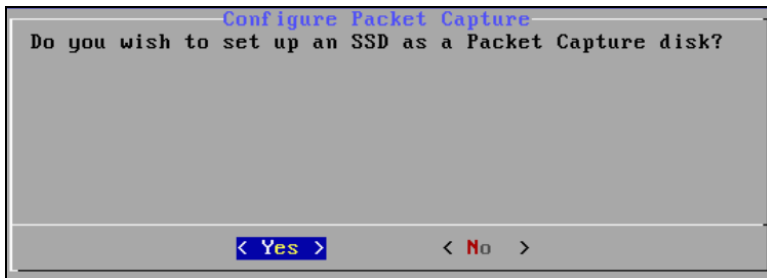 Configure Packet Capture
Do you wish to set up an SSD as a Packet Capture disk?
< Yes > < No >